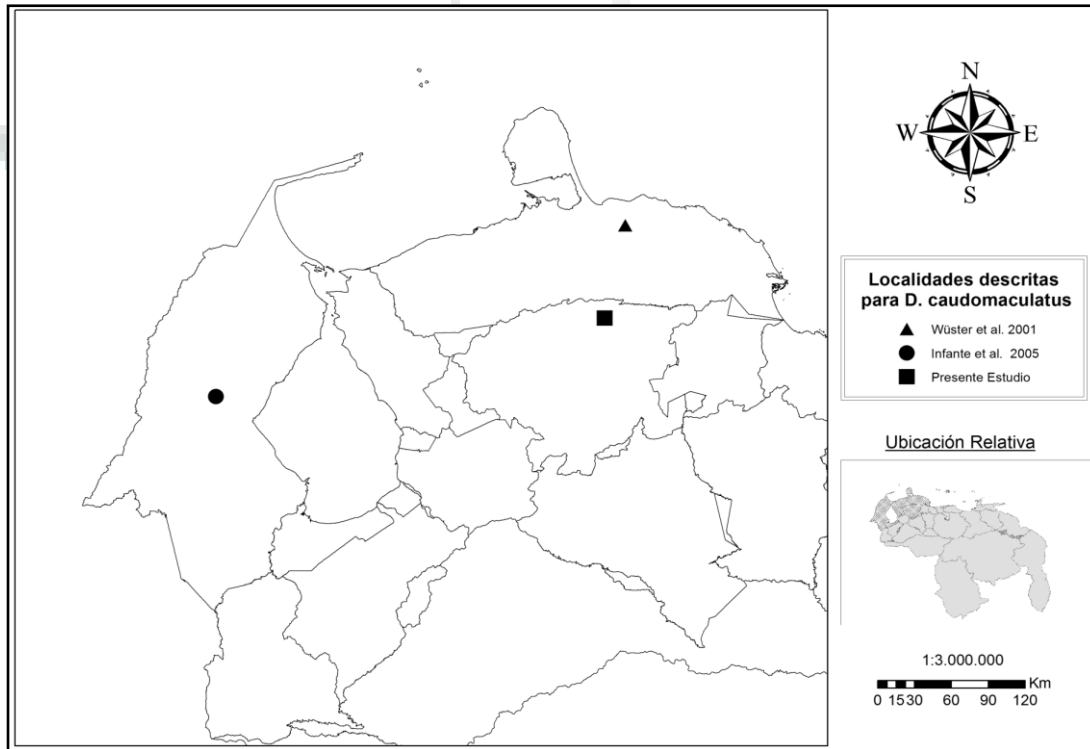 N
W
E
S
Localidades descritas
para D. caudomaculatus
Wüster et al. 2001
Infante et al. 2005
Presente Estudio
Ubicación Relativa
1:3.000.000
Km
0 15 30 60 90 120